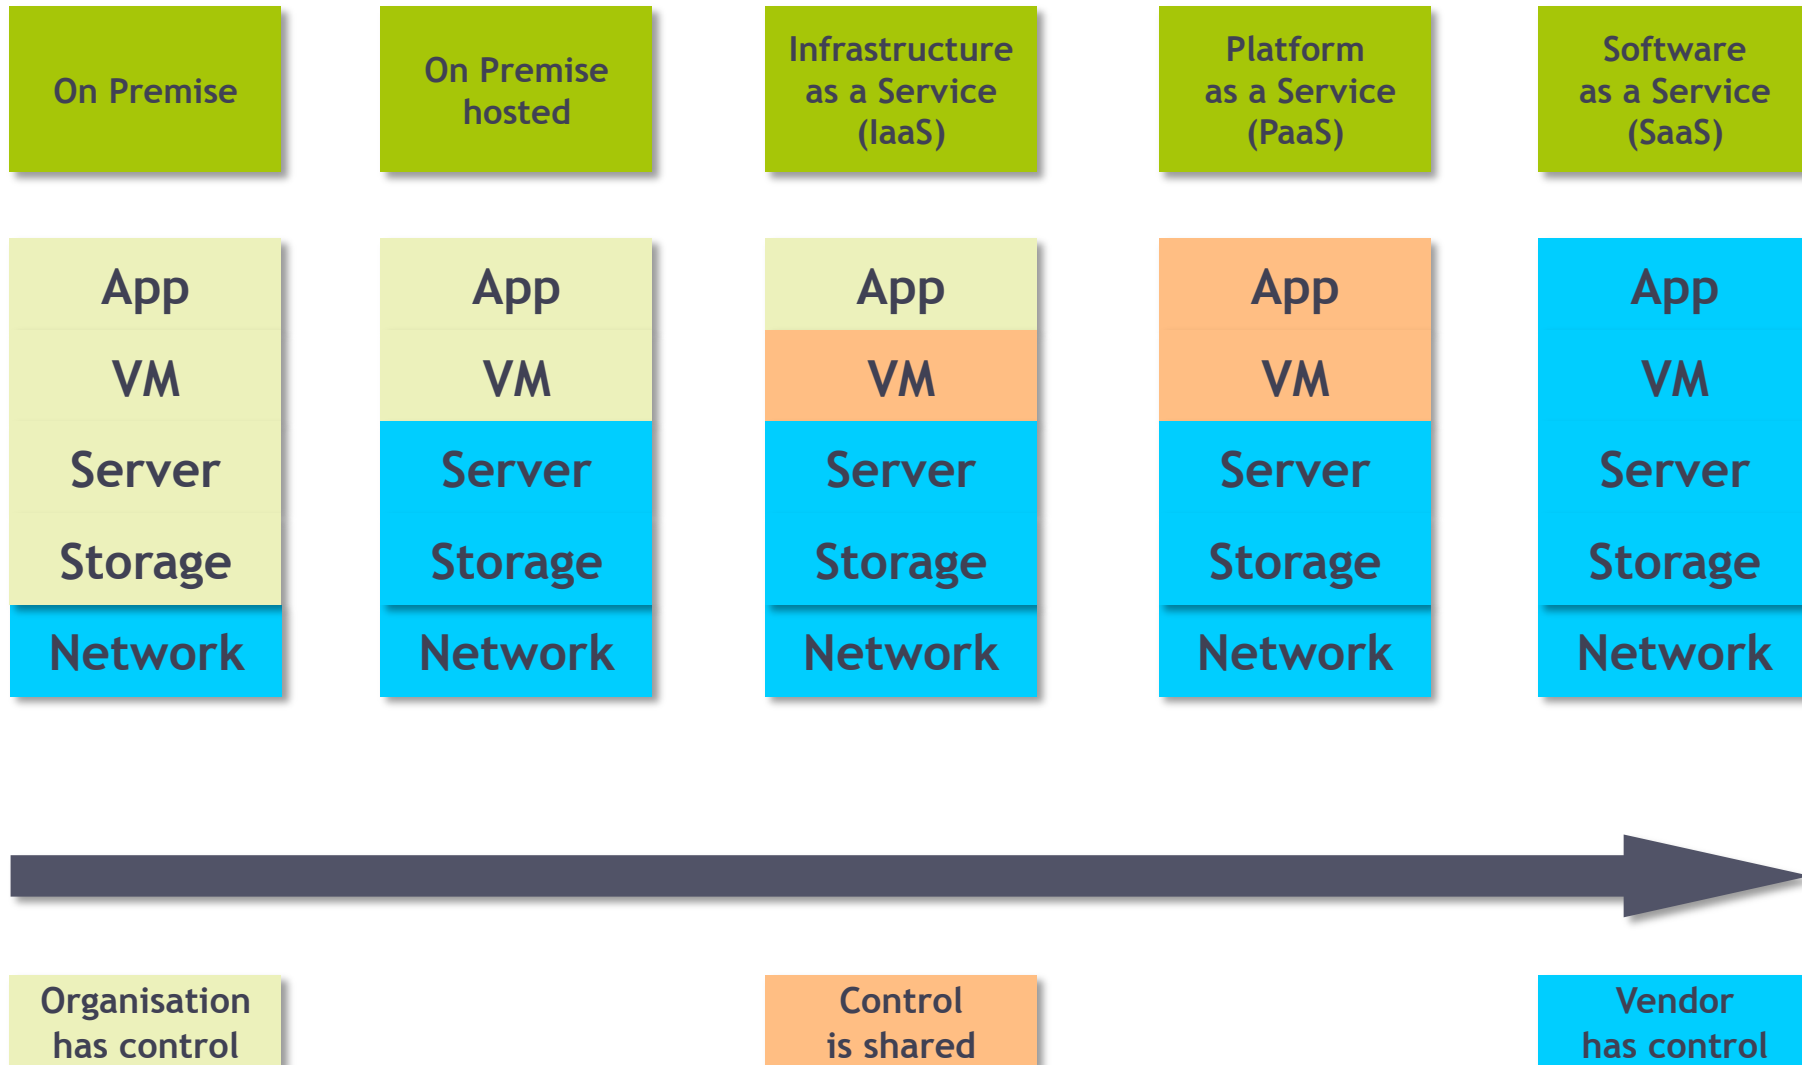 On Premise
On Premise
hosted
Infrastructure
as a Service
(IaaS)
Platform
as a Service
(PaaS)
Software
as a Service
(SaaS)
App
VM
Server
Storage
Network
App
VM
Server
Storage
Network
App
VM
Server
Storage
Network
App
VM
Server
Storage
Network
App
VM
Server
Storage
Network
Organisation
has control
Control
is shared
Vendor
has control